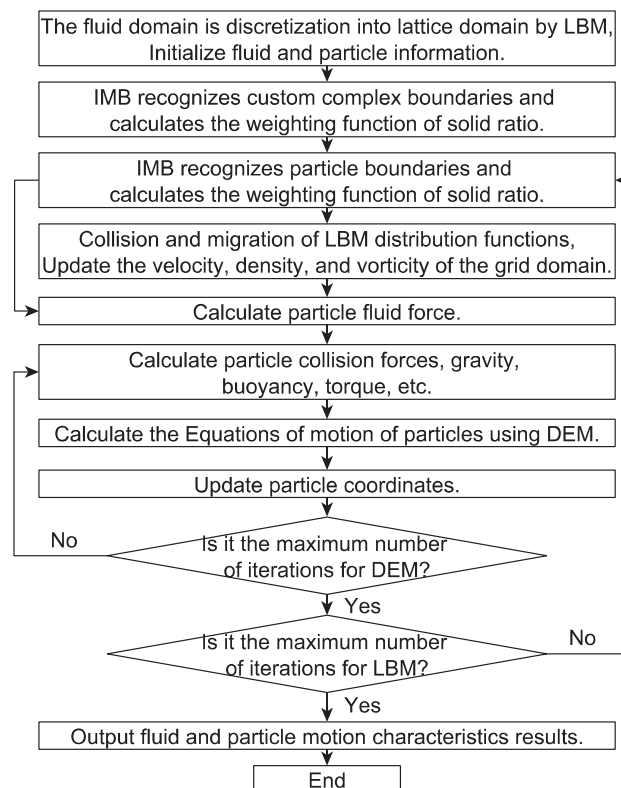 The fluid domain is discretization into lattice domain by LBM,
Initialize fluid and particle information.
IMB recognizes custom complex boundaries and
calculates the weighting function of solid ratio.
IMB recognizes particle boundaries and
calculates the weighting function of solid ratio.
Collision and migration of LBM distribution functions,
Update the velocity, density, and vorticity of the grid domain.
Calculate particle fluid force.
Calculate particle collision forces, gravity,
buoyancy, torque, etc.
Calculate the Equations of motion of particles using DEM.
Update particle coordinates.
No
Is it the maximum number
of iterations for DEM?
Yes
Is it the maximum number
of iterations for LBM?
No
Yes
Output fluid and particle motion characteristics results.
End